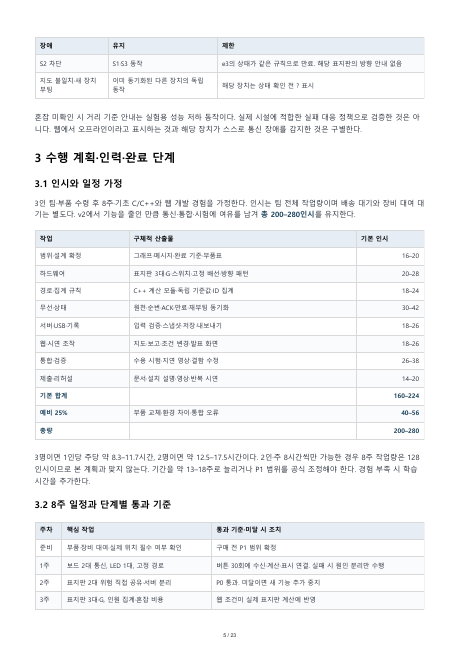 장애 유지 제한
S2 차단 S1·S3 동작 e3의 상태가 같은 규칙으로 만료. 해당 표지판의 방향 안내 없음
지도 불일치·새 장치 이미 동기화된 다른 장치의 독립 해당 장치는 상태 확인 전 ? 표시
부팅 동작
혼잡 미확인 시 거리 기준 안내는 실험용 성능 저하 동작이다. 실제 시설에 적합한 실패 대응 정책으로 검증한 것은 아
니다. 웹에서 오프라인이라고 표시하는 것과 해당 장치가 스스로 통신 장애를 감지한 것은 구별한다.
3 수행 계획·인력·완료 단계
3.1 인시와 일정 가정
3인 팀·부품 수령 후 8주·기초 C/C++와 웹 개발 경험을 가정한다. 인시는 팀 전체 작업량이며 배송 대기와 장비 대여 대
기는 별도다. v2에서 기능을 줄인 만큼 통신·통합·시험에 여유를 남겨 총 200–280인시를 유지한다.
작업 구체적 산출물 기본 인시
범위·설계 확정 그래프·메시지·완료 기준·부품표 16–20
하드웨어 표지판 3대·G·스위치·고정 배선·방향 패턴 20–28
경로·집계 규칙 C++ 계산 모듈·독립 기준값·ID 집계 18–24
무선·상태 원천·순번·ACK·만료·재부팅 동기화 30–42
서버·USB·기록 입력 검증·스냅샷·저장·내보내기 18–26
웹·시연 조작 지도·보고·조건 변경·발표 화면 18–26
통합·검증 수용 시험·지연 영상·결함 수정 26–38
제출·리허설 문서·설치 설명·영상·반복 시연 14–20
기본 합계 160–224
예비 25% 부품 교체·환경 차이·통합 오류 40–56
총량 200–280
3명이면 1인당 주당 약 8.3–11.7시간, 2명이면 약 12.5–17.5시간이다. 2인·주 8시간씩만 가능한 경우 8주 작업량은 128
인시이므로 본 계획과 맞지 않는다. 기간을 약 13–18주로 늘리거나 P1 범위를 공식 조정해야 한다. 경험 부족 시 학습
시간을 추가한다.
3.2 8주 일정과 단계별 통과 기준
주차 핵심 작업 통과 기준·미달 시 조치
준비 부품·장비 대여·실제 위치 필수 여부 확인 구매 전 P1 범위 확정
1주 보드 2대 통신, LED 1대, 고정 경로 버튼 30회에 수신·계산·표시 연결. 실패 시 원인 분리만 수행
2주 표지판 2대 위험 직접 공유·서버 분리 P0 통과. 미달이면 새 기능 추가 중지
3주 표지판 3대·G, 인원 집계·혼잡 비용 웹 조건이 실제 표지판 계산에 반영
5 / 23